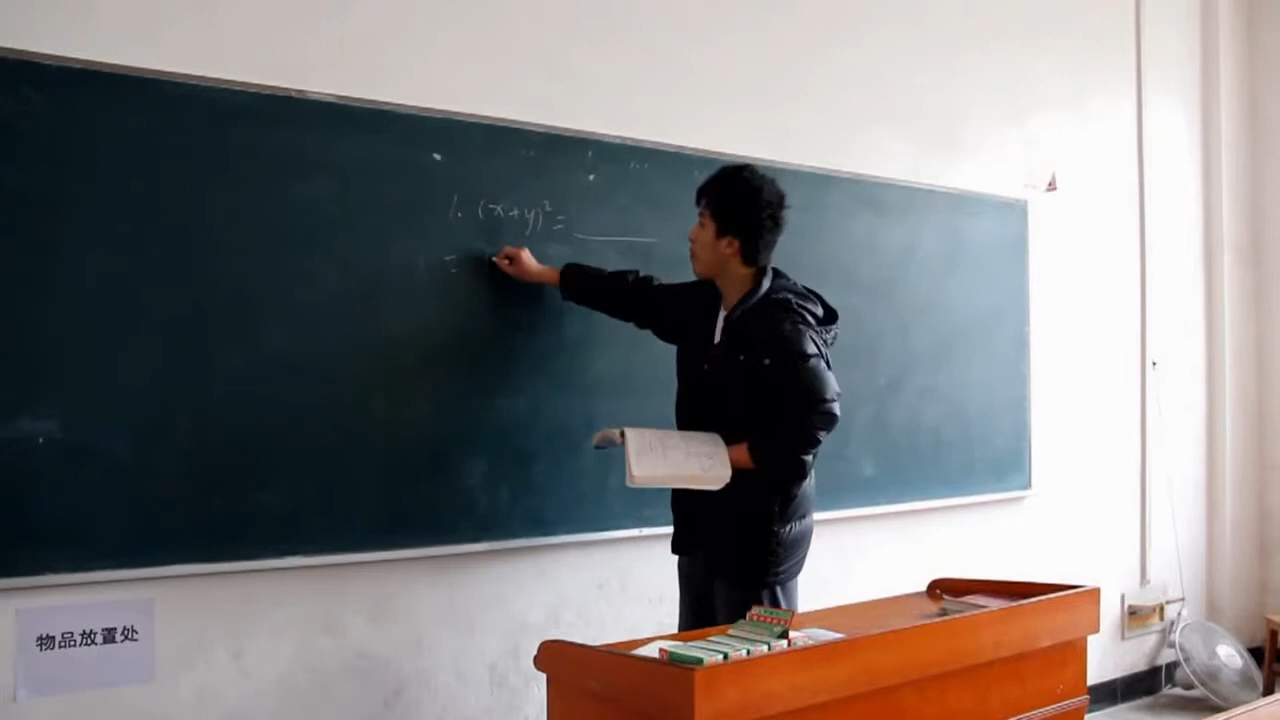 1. (x+y)²=______
=
物品放置处